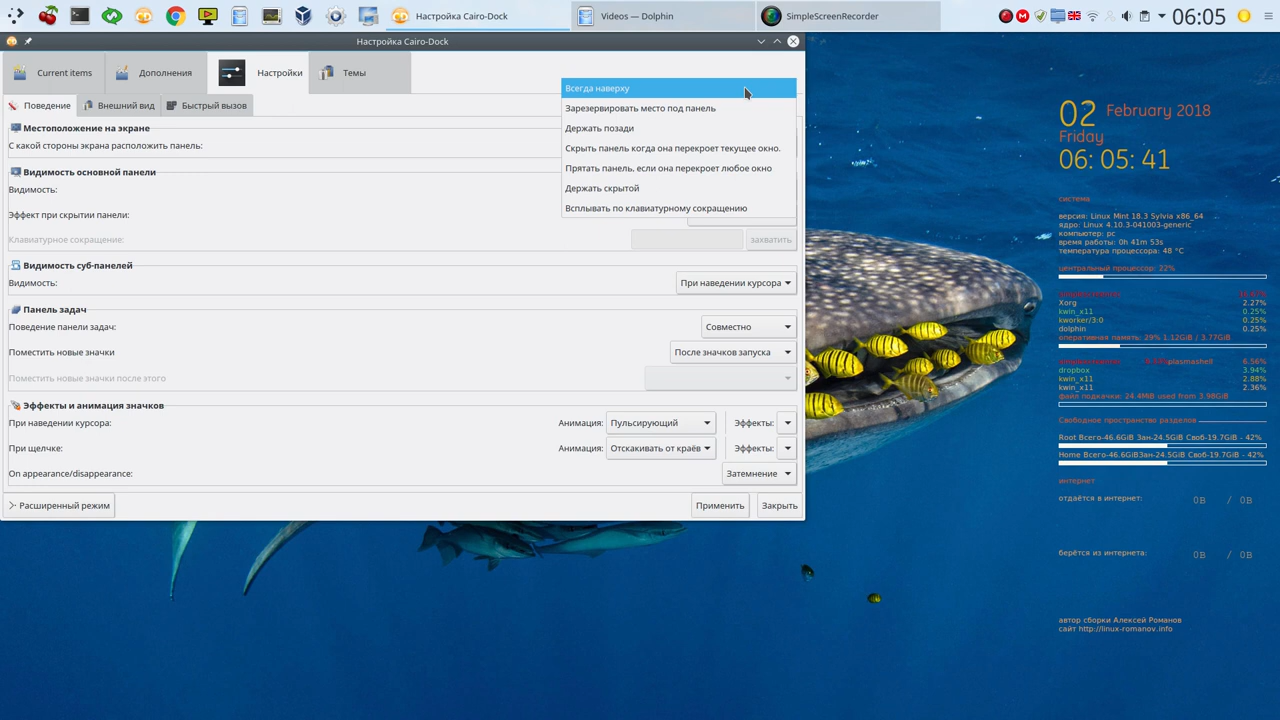 Настройка Cairo-Dock
Videos — Dolphin
SimpleScreenRecorder
06:05
Настройка Cairo-Dock
Current items
Дополнения
Настройки
Темы
Поведение
Внешний вид
Быстрый вызов
Местоположение на экране
С какой стороны экрана расположить панель:
Видимость основной панели
Видимость:
Эффект при скрытии панели:
Клавиатурное сокращение:
захватить
Всегда наверху
Зарезервировать место под панель
Держать позади
Скрыть панель когда она перекроет текущее окно.
Прятать панель, если она перекроет любое окно
Держать скрытой
Всплывать по клавиатурному сокращению
Видимость суб-панелей
Видимость:
При наведении курсора
Панель задач
Поведение панели задач:
Совместно
Поместить новые значки
После значков запуска
Поместить новые значки после этого
Эффекты и анимация значков
При наведении курсора:
Анимация: Пульсирующий
Эффекты:
При щелчке:
Анимация: Отскакивать от краёв
Эффекты:
On appearance/disappearance:
Затемнение
Расширенный режим
Применить
Закрыть
02 February 2018
Friday
06: 05: 41
система
версия: Linux Mint 18.3 Sylvia x86_64
ядро: Linux 4.10.3-041003-generic
компьютер: pc
время работы: 0h 41m 53s
температура процессора: 48 °C
центральный процессор: 22%
Xorg 2.27%
kwin_x11 0.25%
kworker/3:0 0.25%
dolphin 0.25%
оперативная память: 29% 1.12GiB / 3.77GiB
plasmashell 6.56%
dropbox 3.94%
kwin_x11 2.88%
kwin_x11 2.36%
файл подкачки: 24.4MiB used from 3.98GiB
Свободное пространство разделов
Root Всего-46.6GiB Зан-24.5GiB Своб-19.7GiB - 42%
Home Всего-46.6GiBЗан-24.5GiB Своб-19.7GiB - 42%
интернет
отдаётся в интернет: 0B / 0B
берётся из интернета: 0B / 0B
автор сборки Алексей Романов
сайт http://linux-romanov.info